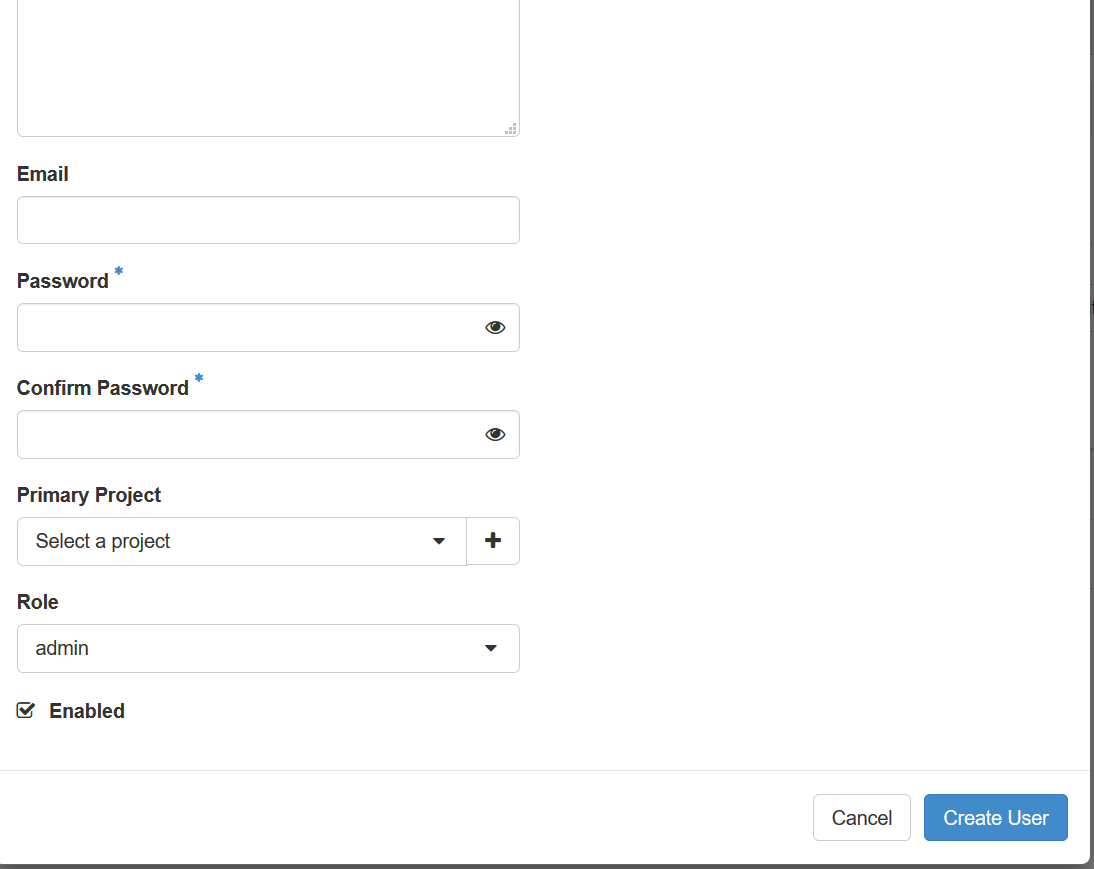 Email
Password *
Confirm Password *
Primary Project
Select a project
Role
admin
Enabled
Cancel
Create User